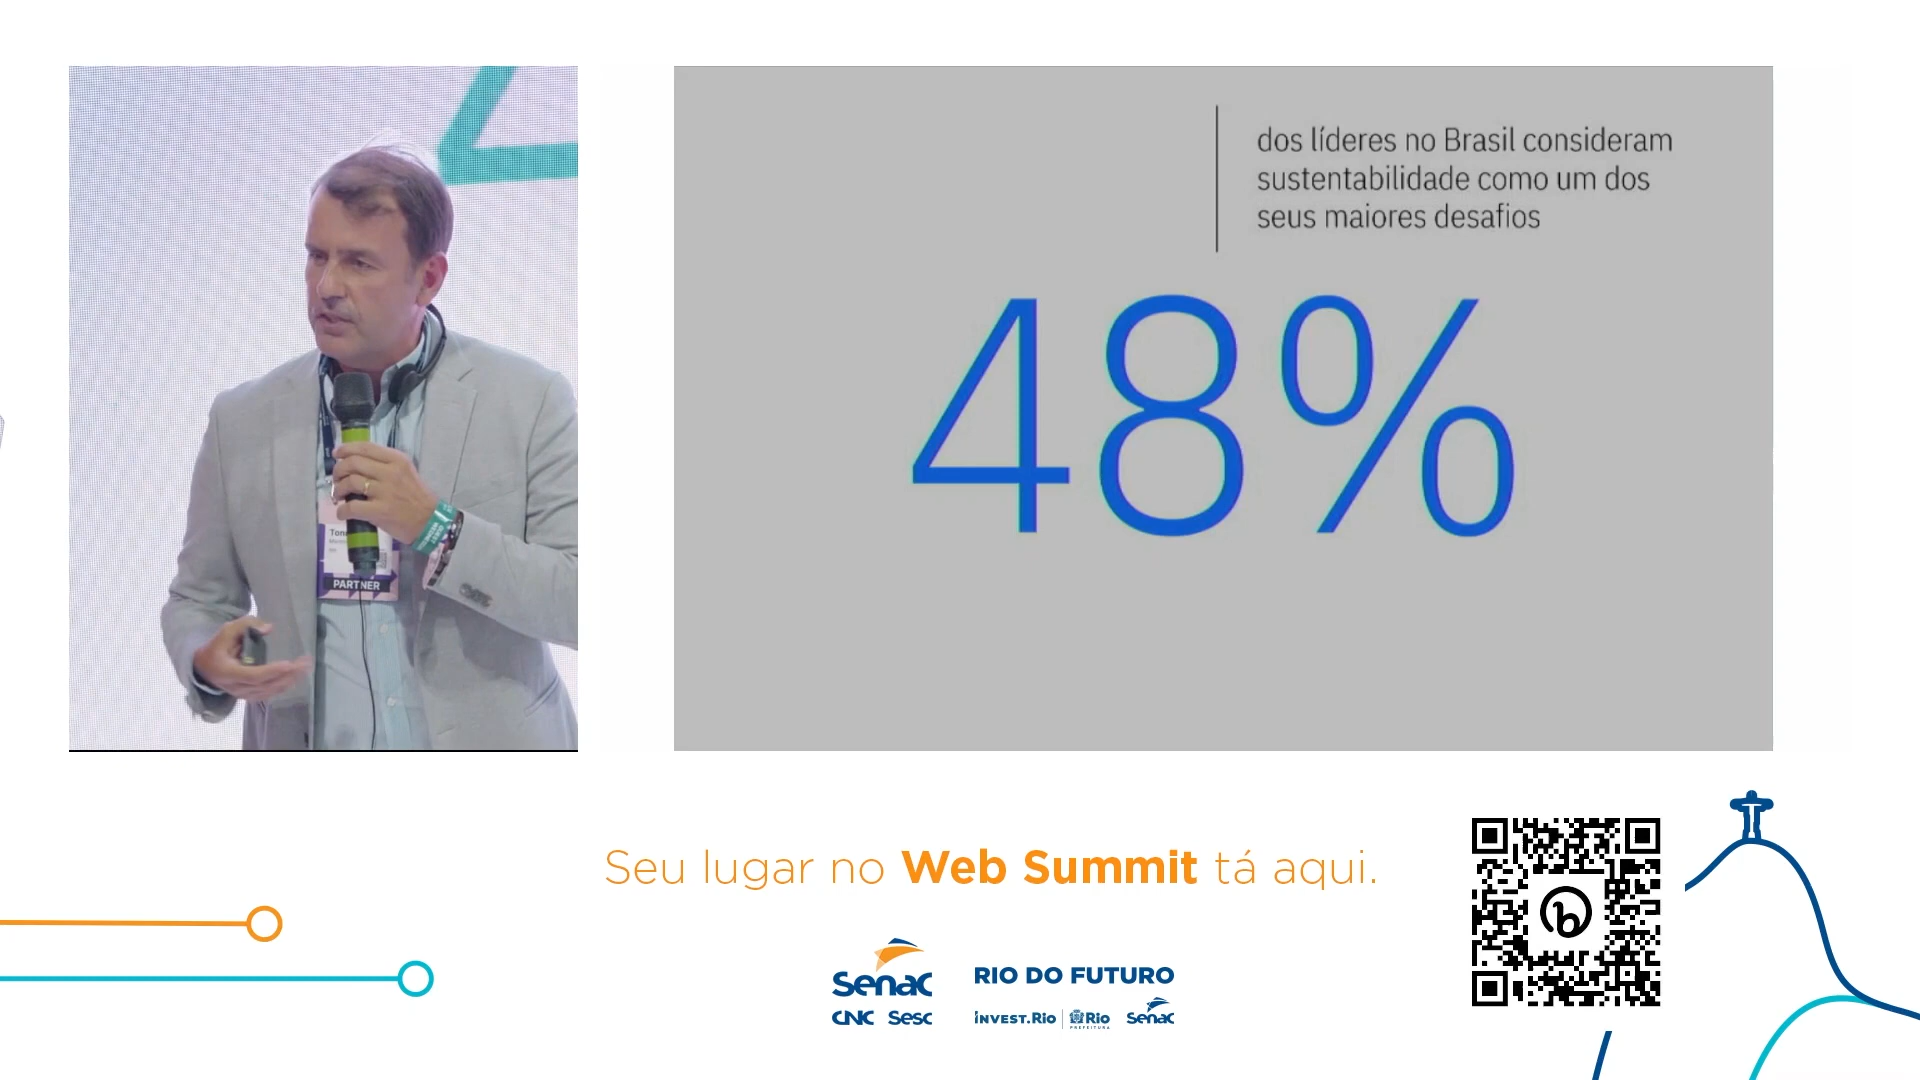 dos líderes no Brasil consideram
sustentabilidade como um dos
seus maiores desafios
48%
PARTNER
Seu lugar no Web Summit tá aqui.
Senac
CNC Sesc
RIO DO FUTURO
INVEST.Rio
Rio
PREFEITURA
Senac